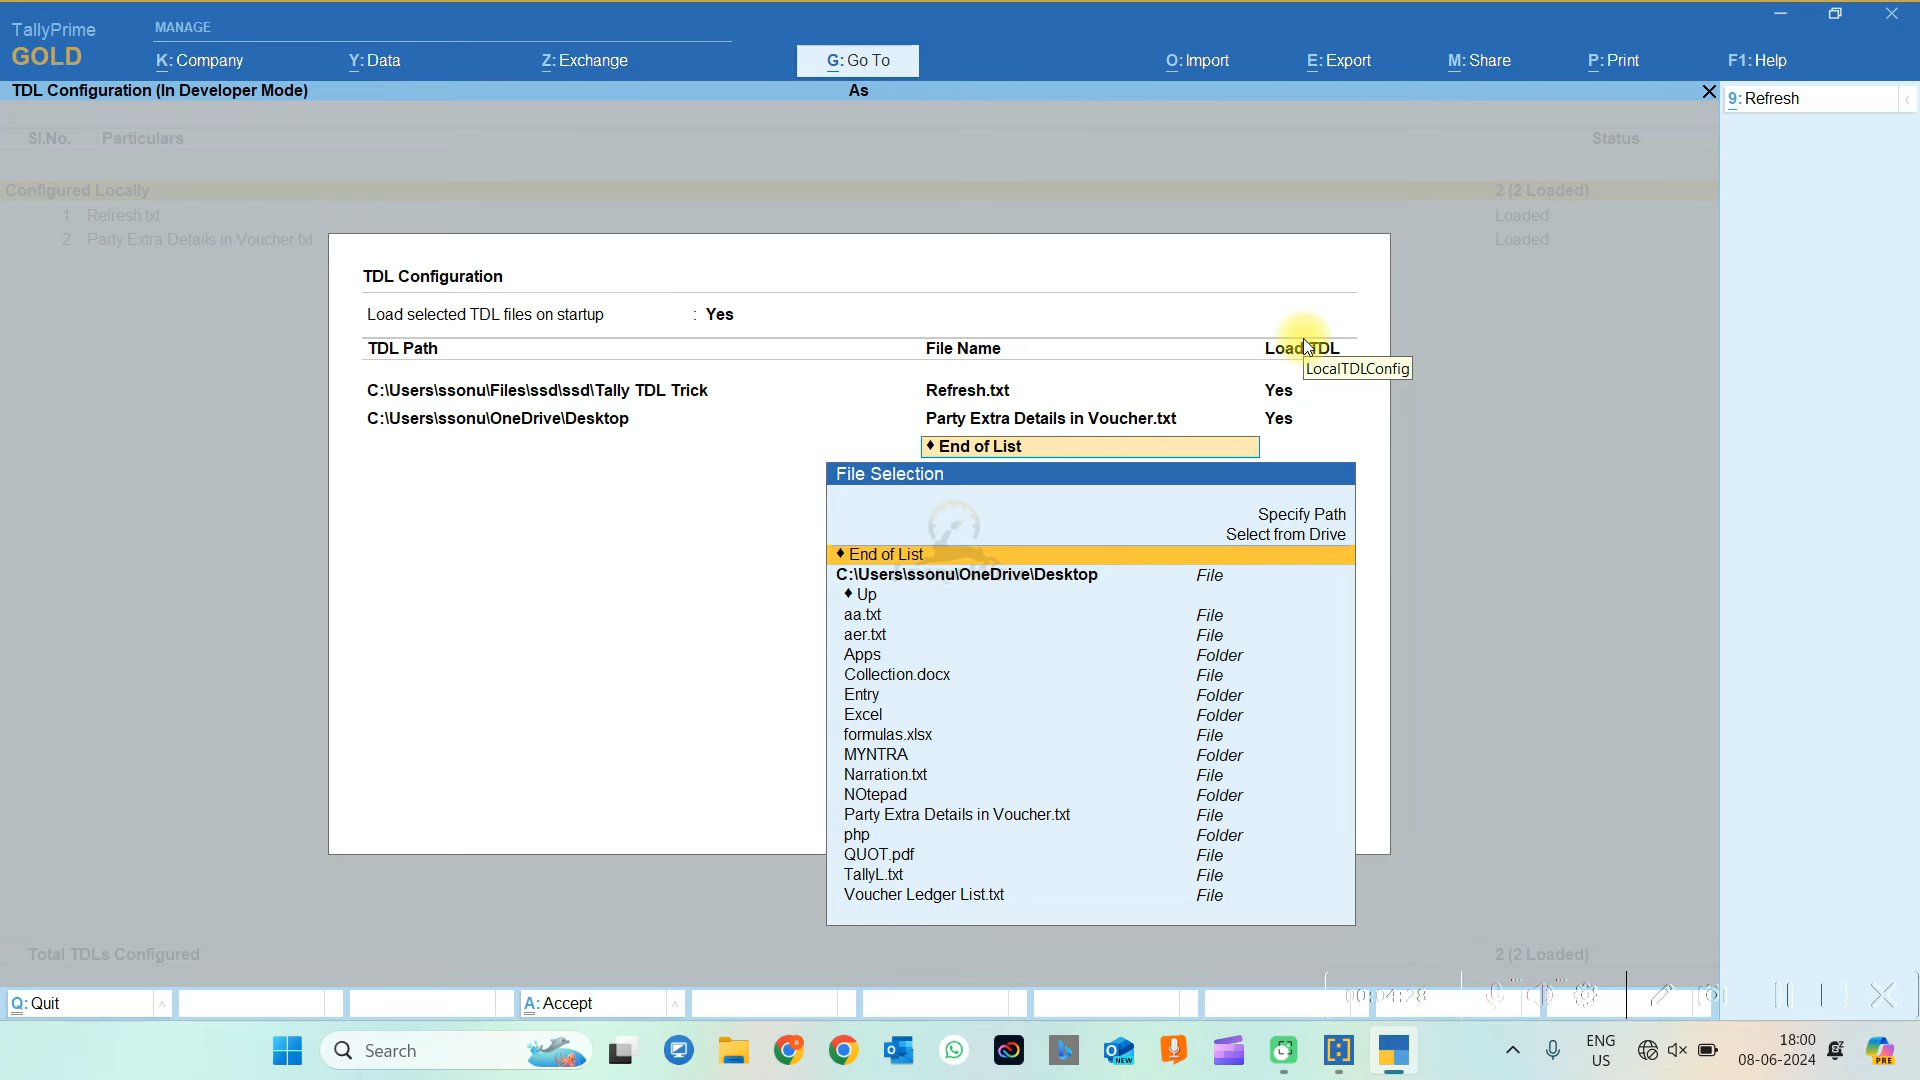 TallyPrime
GOLD
MANAGE
K: Company
Y: Data
Z: Exchange
G: Go To
O: Import
E: Export
M: Share
P: Print
F1: Help
TDL Configuration (In Developer Mode)
As
9: Refresh
Sl.No. Particulars Status
Configured Locally 2 (2 Loaded)
1 Refresh.txt Loaded
2 Party Extra Details in Voucher.txt Loaded
TDL Configuration
Load selected TDL files on startup : Yes
TDL Path File Name Load TDL
LocalTDLConfig
C:\Users\ssonu\Files\ssd\ssd\Tally TDL Trick Refresh.txt Yes
C:\Users\ssonu\OneDrive\Desktop Party Extra Details in Voucher.txt Yes
♦ End of List
File Selection
Specify Path
Select from Drive
♦ End of List
C:\Users\ssonu\OneDrive\Desktop File
♦ Up
aa.txt File
aer.txt File
Apps Folder
Collection.docx File
Entry Folder
Excel Folder
formulas.xlsx File
MYNTRA Folder
Narration.txt File
NOtepad Folder
Party Extra Details in Voucher.txt File
php Folder
QUOT.pdf File
TallyL.txt File
Voucher Ledger List.txt File
Total TDLs Configured 2 (2 Loaded)
Q: Quit
A: Accept
00:04:28
Search
NEW
ENG
US
18:00
08-06-2024
PRE